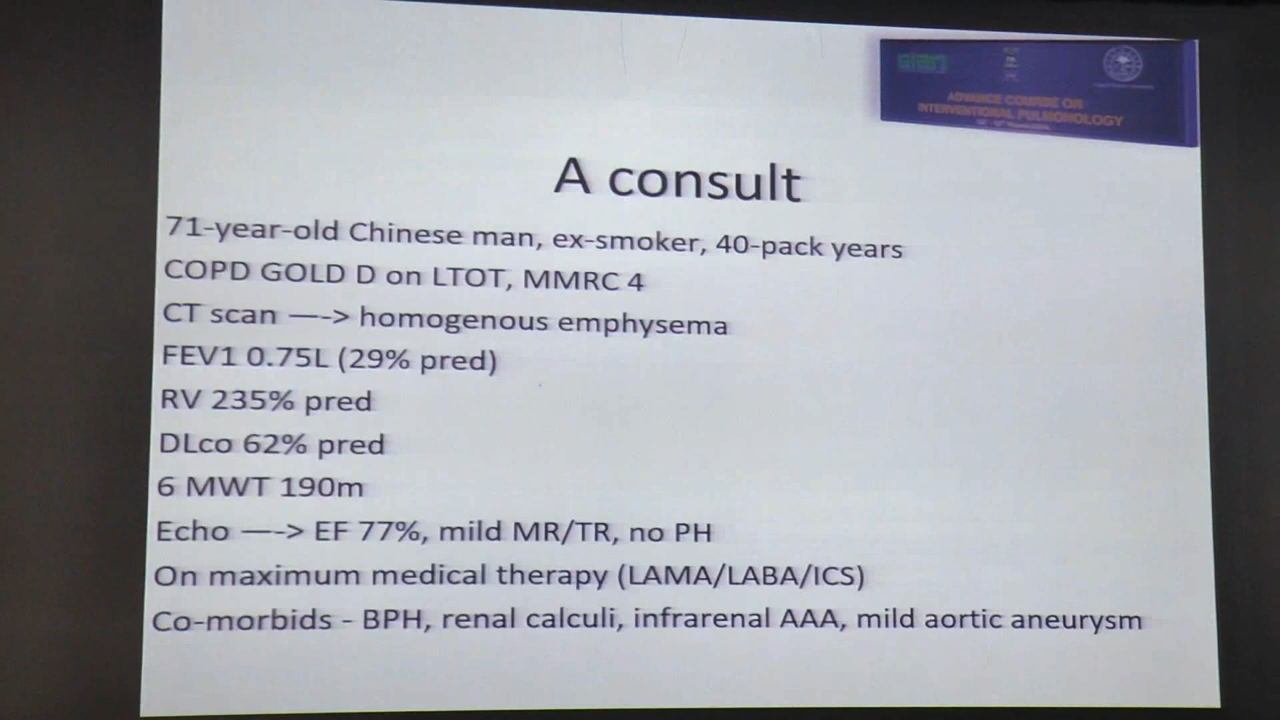 ADVANCE COURSE ON
INTERVENTIONAL PULMONOLOGY
A consult
71-year-old Chinese man, ex-smoker, 40-pack years
COPD GOLD D on LTOT, MMRC 4
CT scan —-> homogenous emphysema
FEV1 0.75L (29% pred)
RV 235% pred
DLco 62% pred
6 MWT 190m
Echo —-> EF 77%, mild MR/TR, no PH
On maximum medical therapy (LAMA/LABA/ICS)
Co-morbids - BPH, renal calculi, infrarenal AAA, mild aortic aneurysm